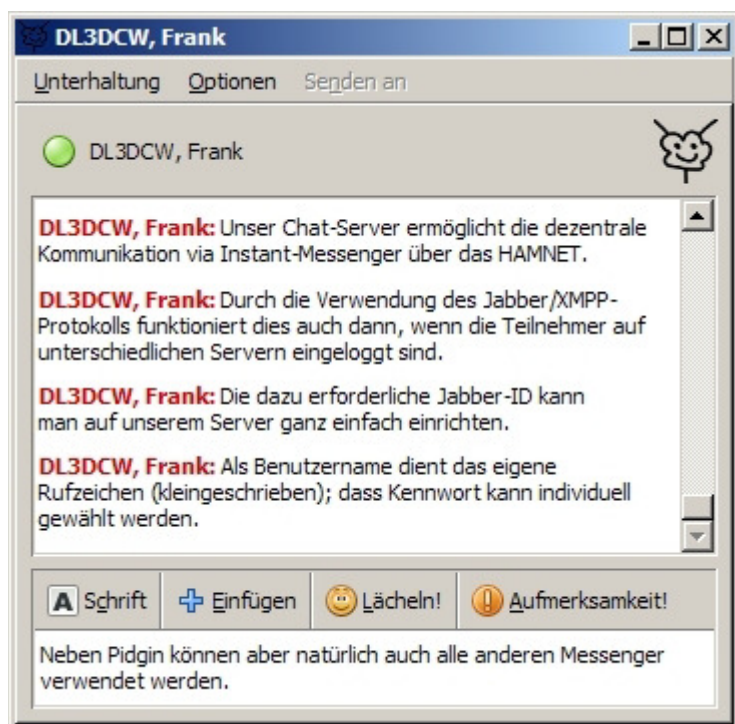 DL3DCW, Frank
Unterhaltung Optionen Senden an
DL3DCW, Frank
DL3DCW, Frank: Unser Chat-Server ermöglicht die dezentrale
Kommunikation via Instant-Messenger über das HAMNET.
DL3DCW, Frank: Durch die Verwendung des Jabber/XMPP-
Protokolls funktioniert dies auch dann, wenn die Teilnehmer auf
unterschiedlichen Servern eingeloggt sind.
DL3DCW, Frank: Die dazu erforderliche Jabber-ID kann
man auf unserem Server ganz einfach einrichten.
DL3DCW, Frank: Als Benutzername dient das eigene
Rufzeichen (kleingeschrieben); dass Kennwort kann individuell
gewählt werden.
A Schrift Einfügen Lächeln! Aufmerksamkeit!
Neben Pidgin können aber natürlich auch alle anderen Messenger
verwendet werden.